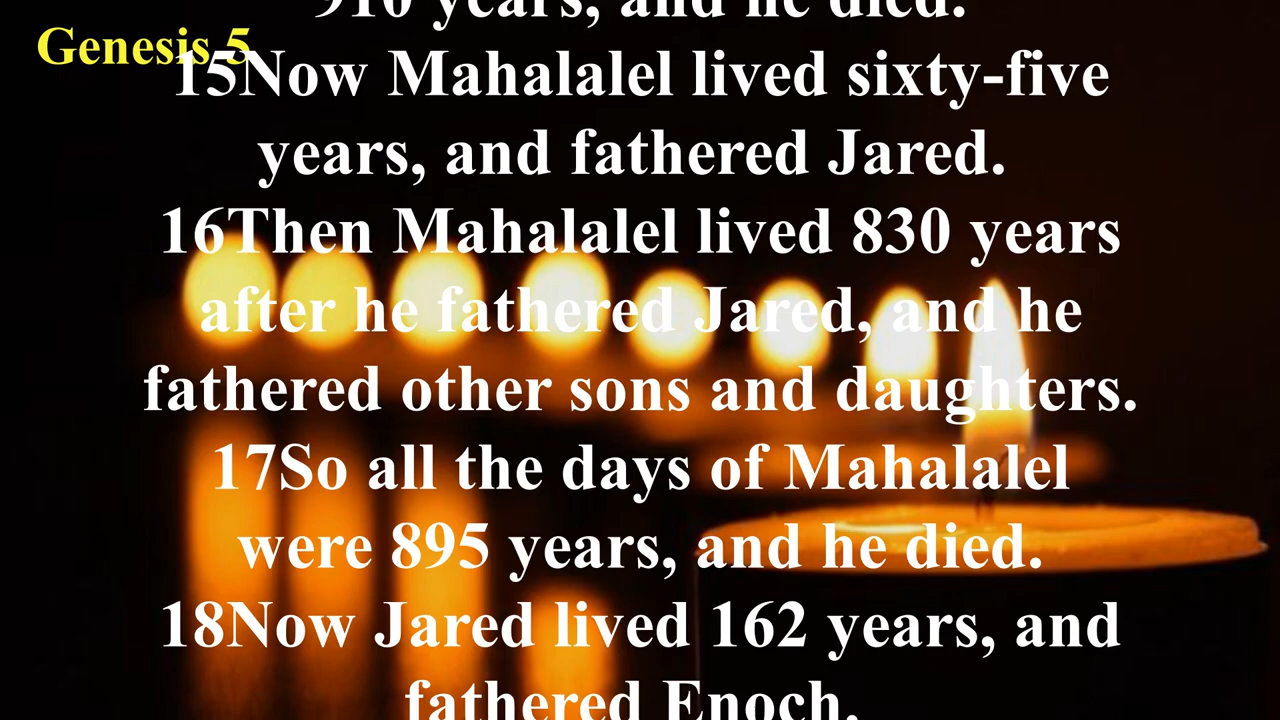 910 years, and he died.
Genesis 5
15Now Mahalalel lived sixty-five
years, and fathered Jared.
16Then Mahalalel lived 830 years
after he fathered Jared, and he
fathered other sons and daughters.
17So all the days of Mahalalel
were 895 years, and he died.
18Now Jared lived 162 years, and
fathered Enoch.